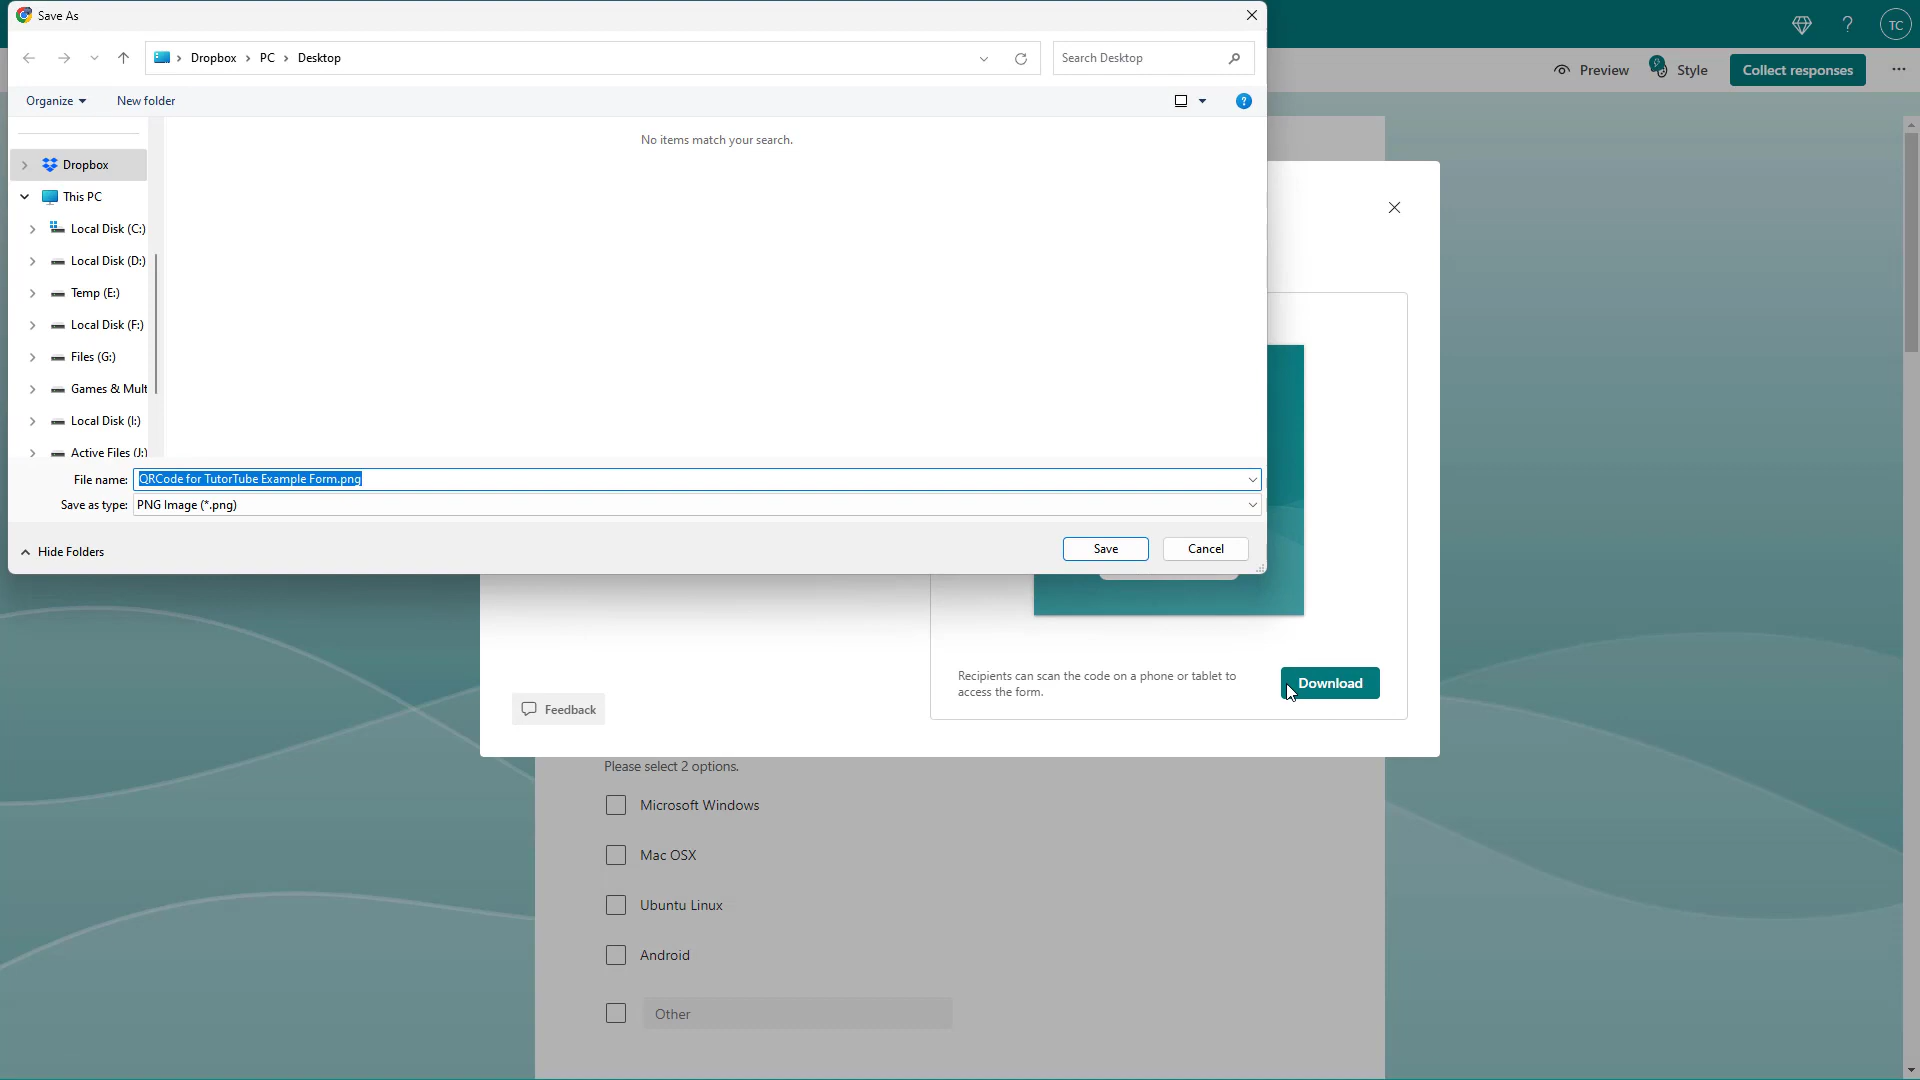 Save As
Dropbox > PC > Desktop
Search Desktop
Organize
New folder
?
No items match your search.
Dropbox
This PC
Local Disk (C:)
Local Disk (D:)
Temp (E:)
Local Disk (F:)
Files (G:)
Games & Mult
Local Disk (I:)
Active Files (J:)
File name: QRCode for TutorTube Example Form.png
Save as type: PNG Image (*.png)
Hide Folders
Save
Cancel
? TC
Preview
Style
Collect responses
...
Recipients can scan the code on a phone or tablet to
access the form.
Download
Feedback
Please select 2 options.
Microsoft Windows
Mac OSX
Ubuntu Linux
Android
Other